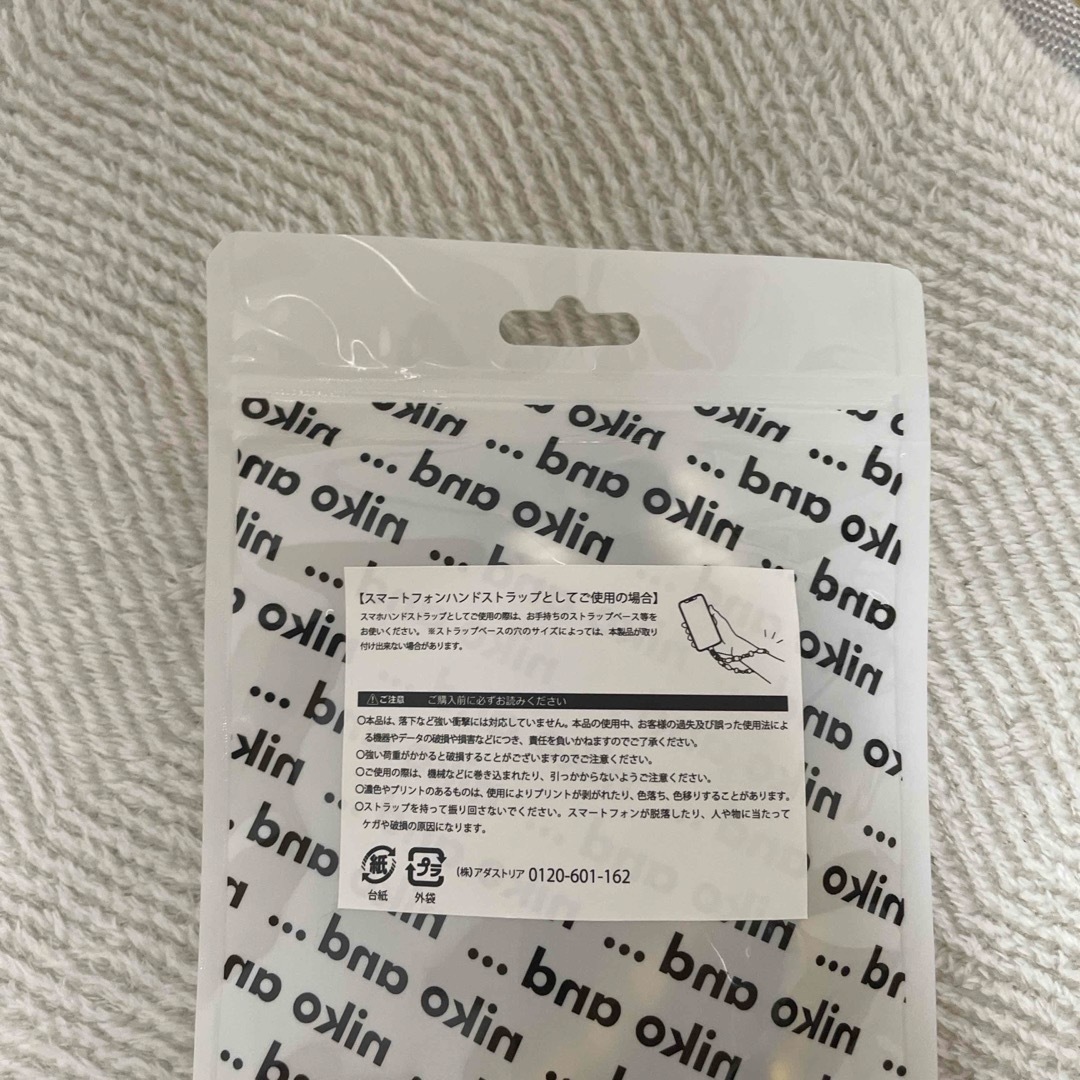 niko and ... niko and ... niko and ...
【スマートフォンハンドストラップとしてご使用の場合】
スマホハンドストラップとしてご使用の際は、お手持ちのストラップベース等を
お使いください。 ※ストラップベースの穴のサイズによっては、本製品が取り
付け出来ない場合があります。
⚠ご注意 ご購入前に必ずお読みください
○本品は、落下など強い衝撃には対応していません。本品の使用中、お客様の過失及び誤った使用法によ
る機器やデータの破損や損害などにつき、責任を負いかねますのでご了承ください。
○強い荷重がかかると破損することがございますのでご注意ください。
○ご使用の際は、機械などに巻き込まれたり、引っかからないようご注意ください。
○濃色やプリントのあるものは、使用によりプリントが剥がれたり、色落ち、色移りすることがあります。
○ストラップを持って振り回さないでください。スマートフォンが脱落したり、人や物に当たって
ケガや破損の原因になります。
紙 プラ (株)アダストリア 0120-601-162
台紙 外袋